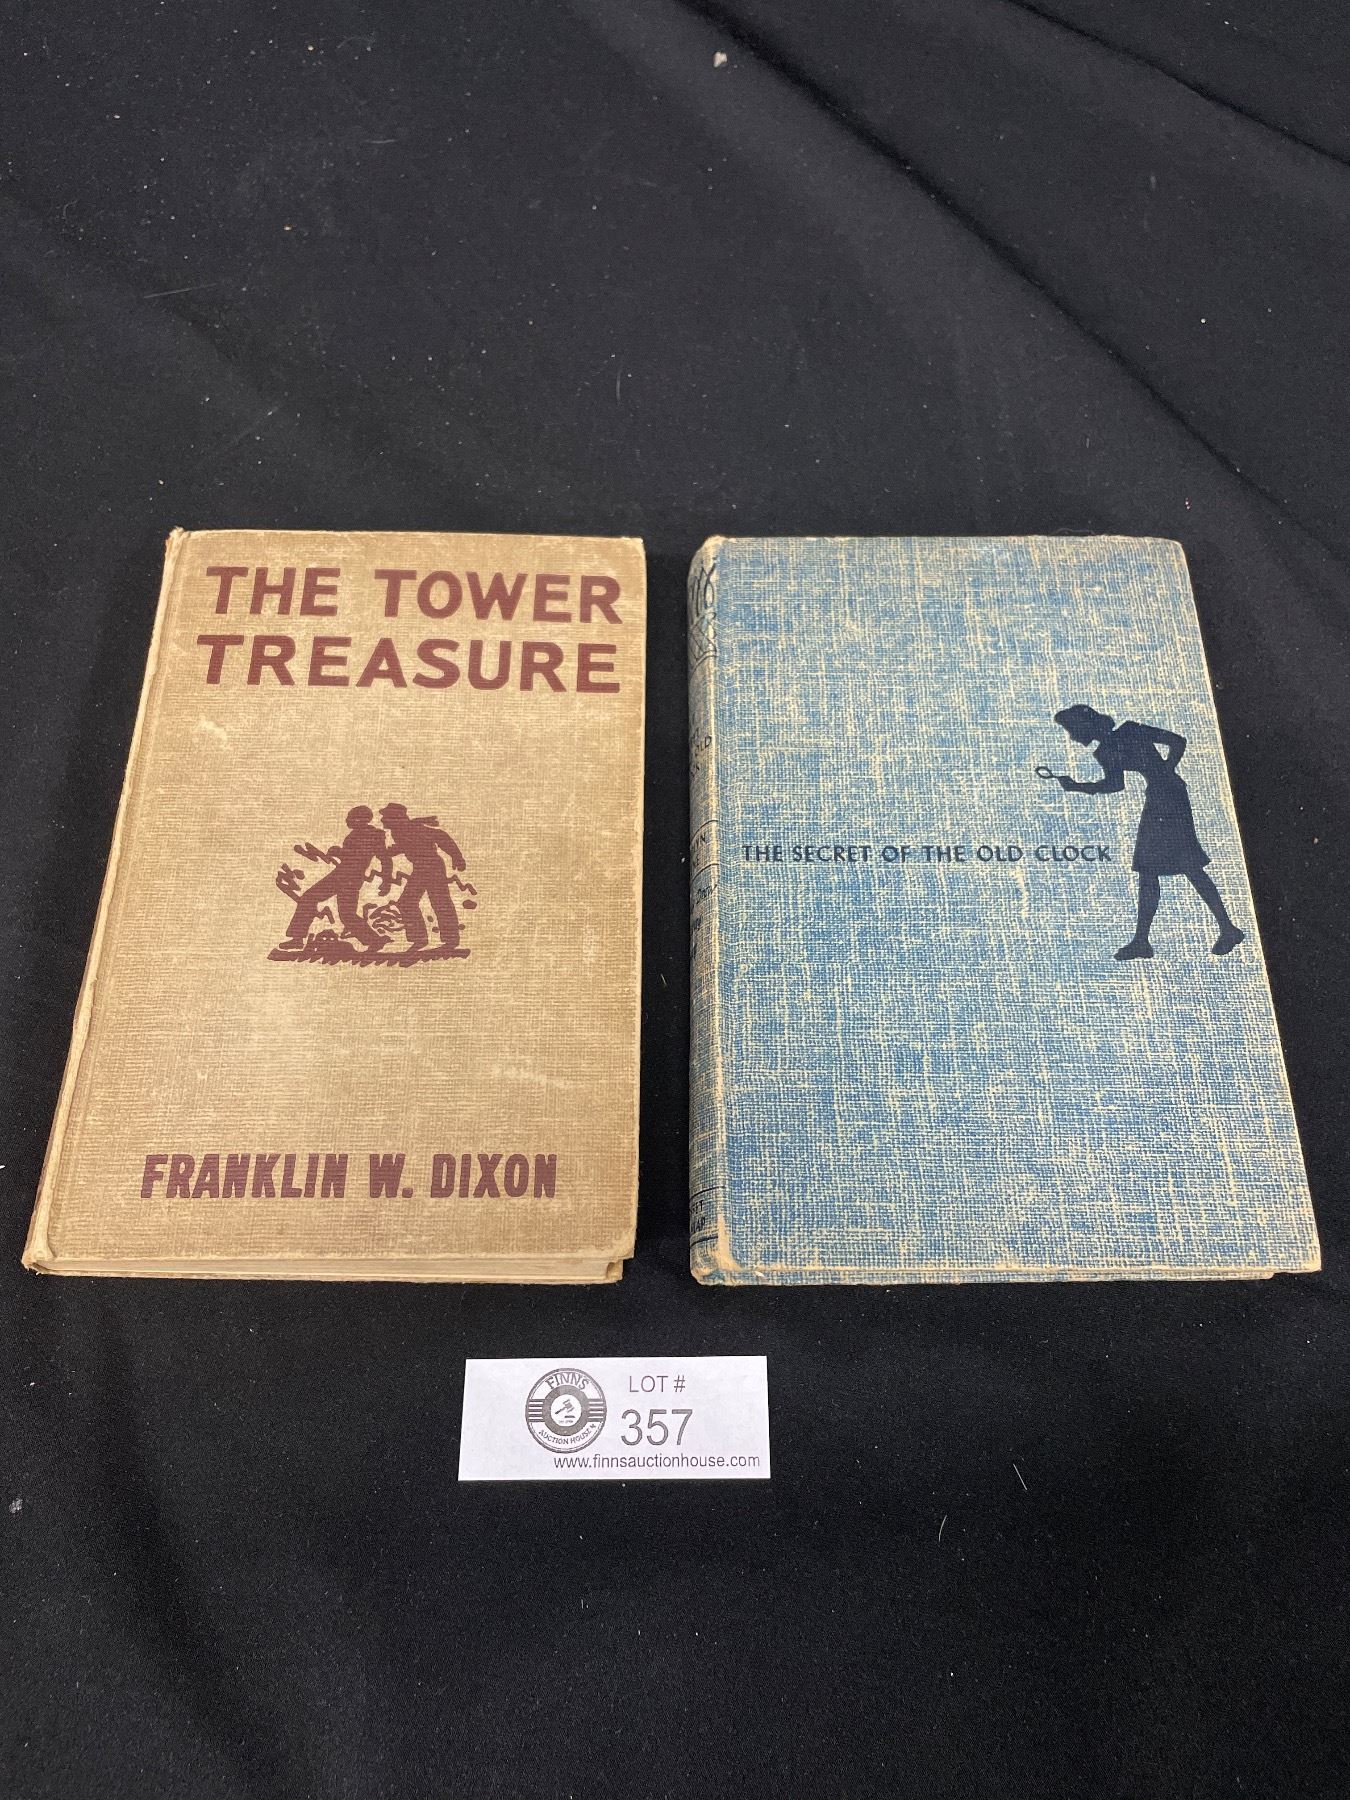 THE TOWER
TREASURE
FRANKLIN W. DIXON
THE SECRET OF THE OLD CLOCK
FINNS
AUCTION HOUSE
LOT #
357
www.finnsauctionhouse.com